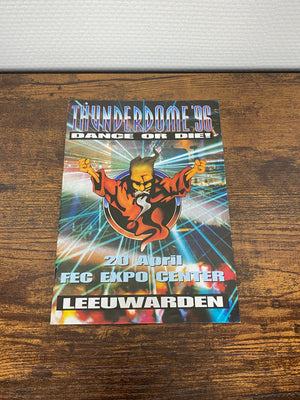 THUNDERDOME '96
DANCE OR DIE!
20 April
FEC EXPO CENTER
LEEUWARDEN